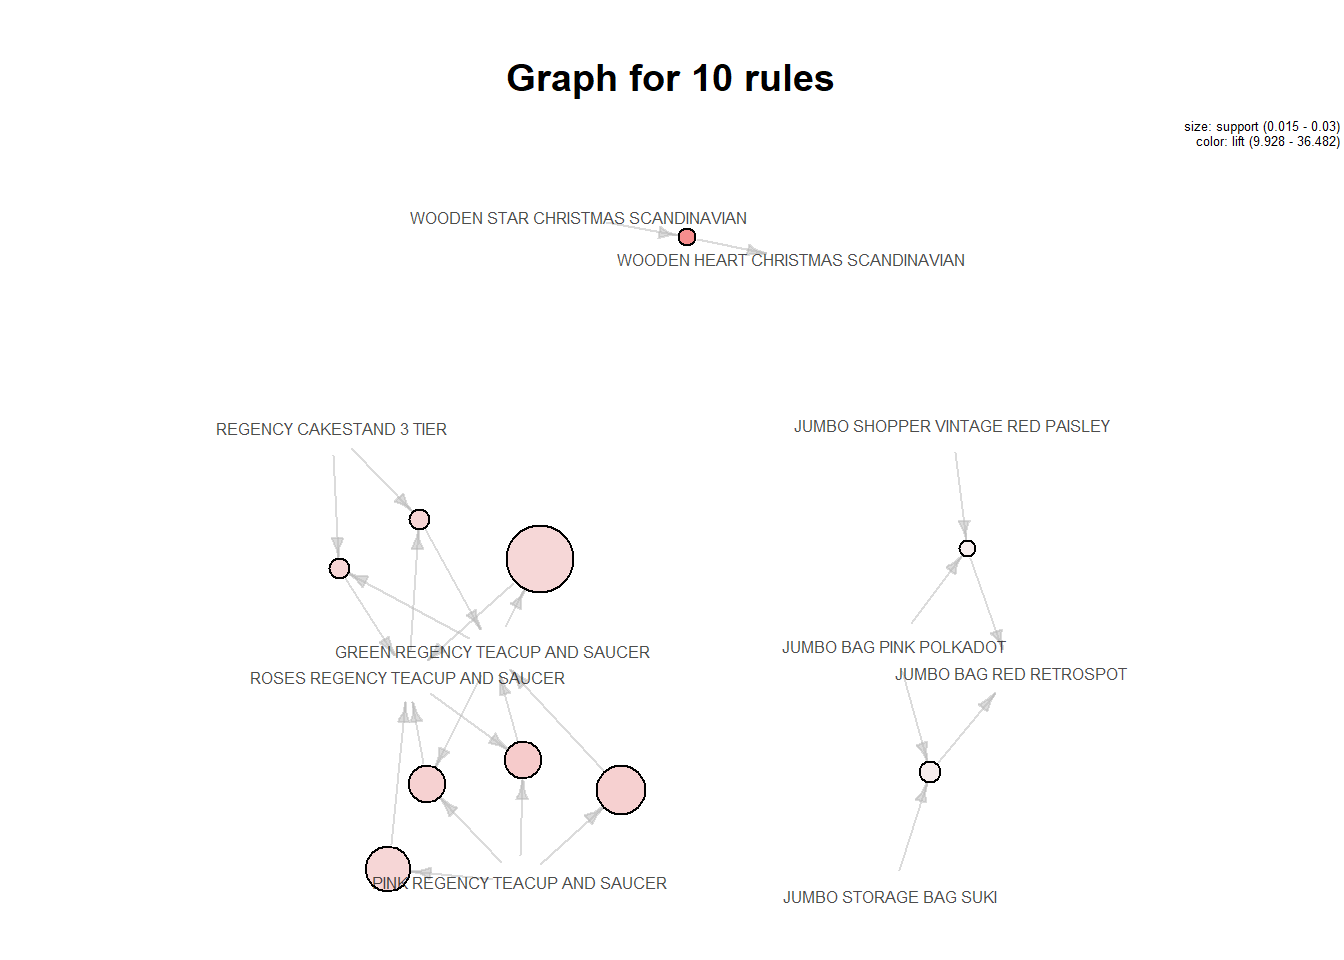 Graph for 10 rules
size: support (0.015 - 0.03)
color: lift (9.928 - 36.482)
WOODEN STAR CHRISTMAS SCANDINAVIAN
WOODEN HEART CHRISTMAS SCANDINAVIAN
REGENCY CAKESTAND 3 TIER
JUMBO SHOPPER VINTAGE RED PAISLEY
GREEN REGENCY TEACUP AND SAUCER
ROSES REGENCY TEACUP AND SAUCER
JUMBO BAG PINK POLKADOT
JUMBO BAG RED RETROSPOT
PINK REGENCY TEACUP AND SAUCER
JUMBO STORAGE BAG SUKI